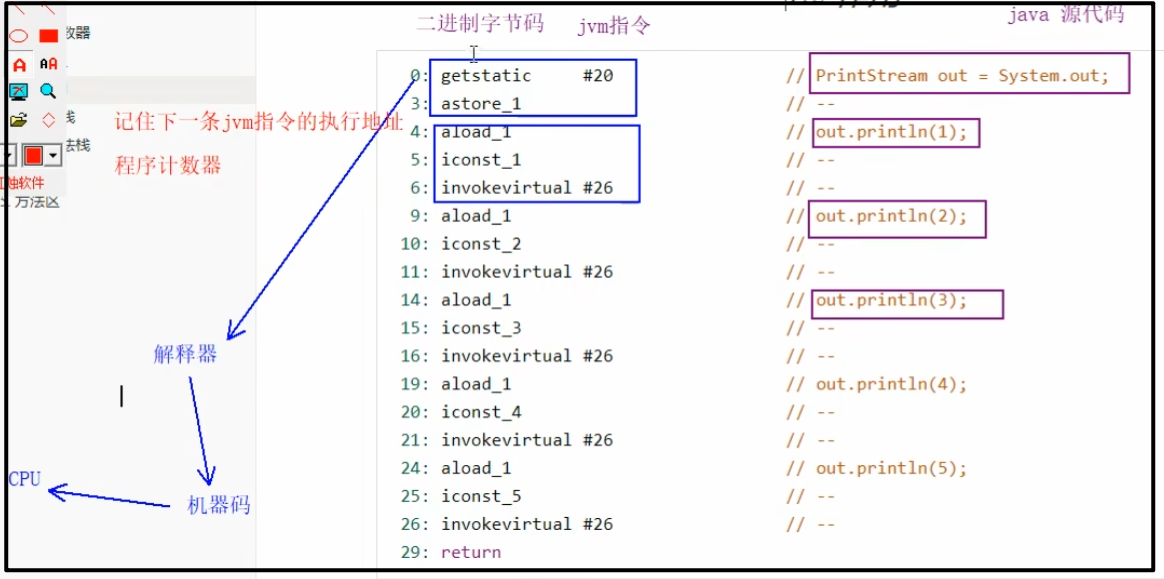 二进制字节码 jvm指令 java 源代码
数器
A AA
0: getstatic #20 // PrintStream out = System.out;
3: astore_1 // --
记住下一条jvm指令的执行地址
4: aload_1 // out.println(1);
法栈
5: iconst_1 // --
程序计数器
6: invokevirtual #26 // --
方法区
9: aload_1 // out.println(2);
10: iconst_2 // --
11: invokevirtual #26 // --
14: aload_1 // out.println(3);
15: iconst_3 // --
解释器
16: invokevirtual #26 // --
19: aload_1 // out.println(4);
20: iconst_4 // --
21: invokevirtual #26 // --
24: aload_1 // out.println(5);
CPU
25: iconst_5 // --
机器码
26: invokevirtual #26 // --
29: return